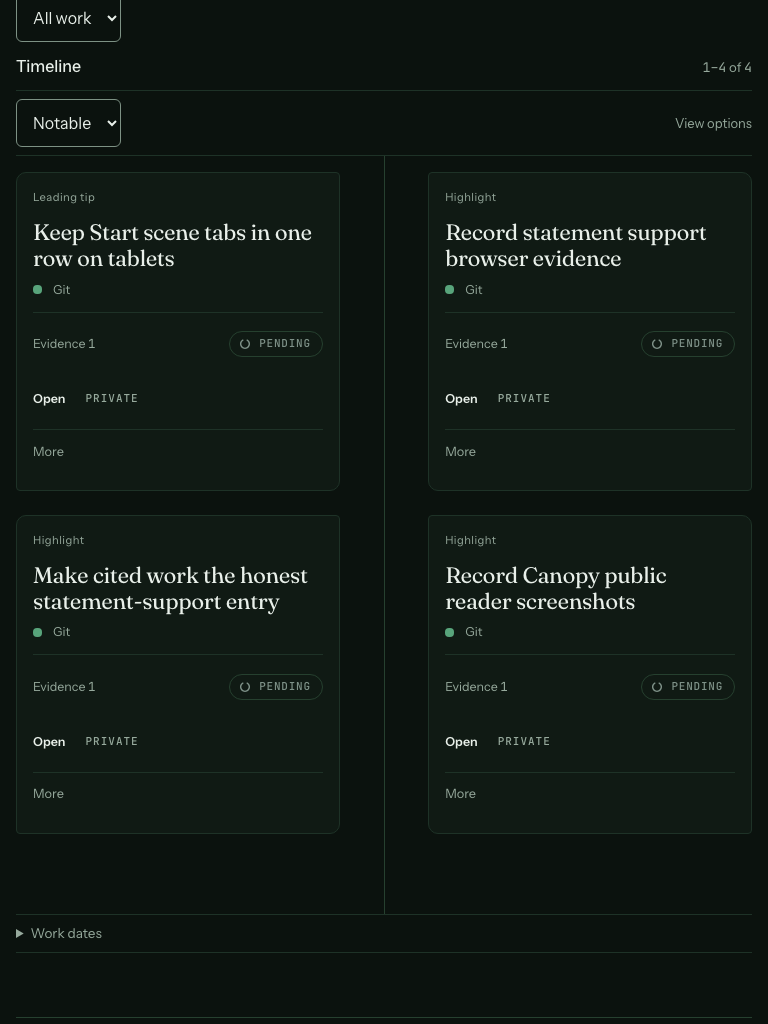 All work
Timeline
1–4 of 4
Notable
View options
Leading tip
Keep Start scene tabs in one
row on tablets
Git
Evidence 1
PENDING
Open
PRIVATE
More
Highlight
Record statement support
browser evidence
Git
Evidence 1
PENDING
Open
PRIVATE
More
Highlight
Make cited work the honest
statement-support entry
Git
Evidence 1
PENDING
Open
PRIVATE
More
Highlight
Record Canopy public
reader screenshots
Git
Evidence 1
PENDING
Open
PRIVATE
More
Work dates